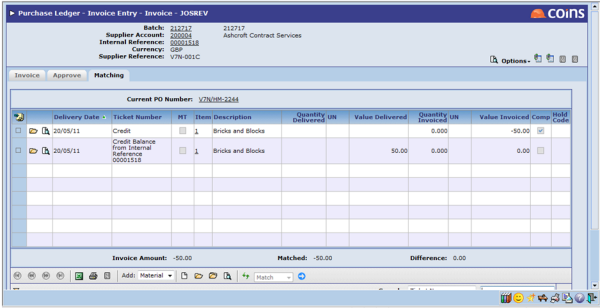 Purchase Ledger - Invoice Entry - Invoice - JOSREV
COINS
Batch: 212717 212717
Supplier Account: 200004 Ashcroft Contract Services
Internal Reference: 00001518
Currency: GBP
Supplier Reference: V7N-001C
Options
Invoice Approve Matching
Current PO Number: V7N/HM-2244
Delivery Date Ticket Number MT Item Description Quantity Delivered UN Value Delivered Quantity Invoiced UN Value Invoiced Comp Hold Code
20/05/11 Credit 1 Bricks and Blocks 0.000 -50.00
20/05/11 Credit Balance from Internal Reference 00001518 1 Bricks and Blocks 50.00 0.000 0.00
Invoice Amount: -50.00 Matched: -50.00 Difference: 0.00
Add: Material Match